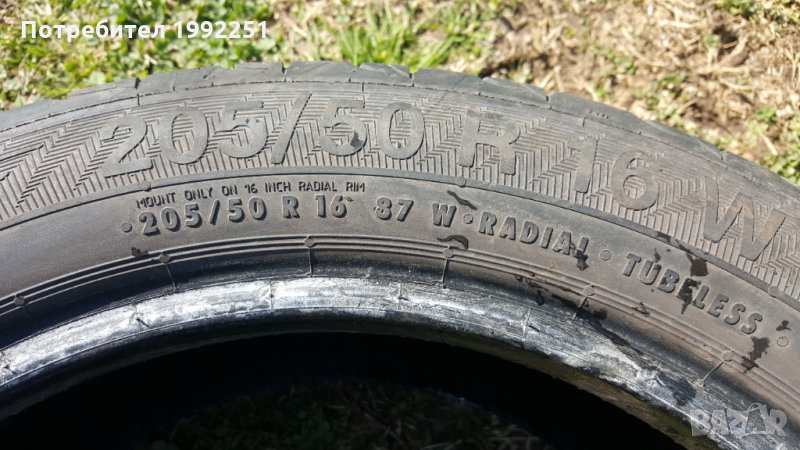 Потребител 1992251
205/50 R 16 W
MOUNT ONLY ON 16 INCH RADIAL RIM
•205/50 R 16 87 W•RADIAL • TUBELESS •
BAZAR